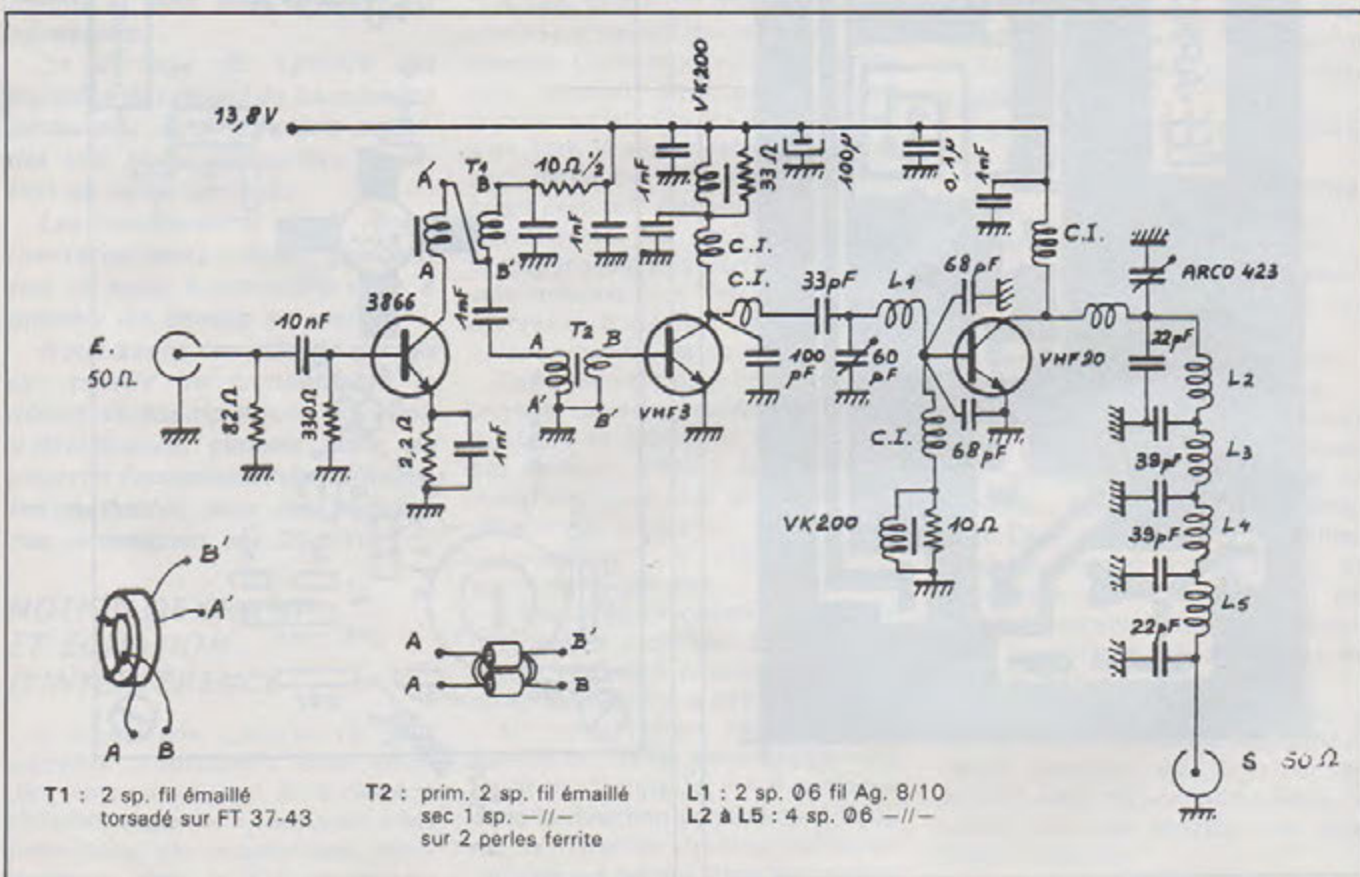 VK200
13,8V
A' B T1 10Ω ½
1nF
33Ω
100µ
0.1µ
1nF
1nF
C.I.
C.I.
C.I.
A B'
3866
1nF
10nF
E.
50Ω
82Ω
330Ω
2,2Ω
1nF
A T2 B
A' B'
VHF3
33pF L1
100
pF
60
pF
68pF
VHF20
68pF
C.I.
VK200
10Ω
ARCO 423
22pF
L2
39pF
L3
39pF
L4
22pF
L5
S 50Ω
B'
A'
A B
A B'
A B
T1 : 2 sp. fil émaillé
torsadé sur FT 37-43
T2 : prim. 2 sp. fil émaillé
sec 1 sp. –//–
sur 2 perles ferrite
L1 : 2 sp. Ø6 fil Ag. 8/10
L2 à L5 : 4 sp. Ø6 –//–